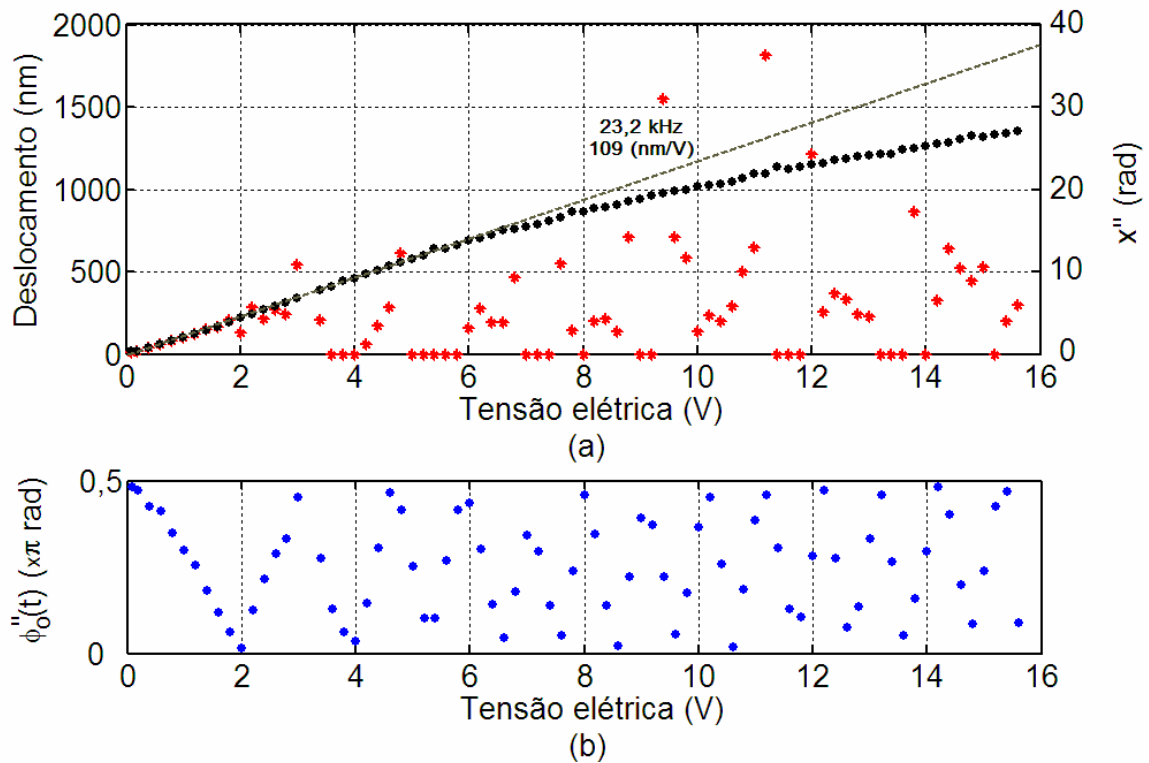 2000
1500
1000
500
0
Deslocamento (nm)
40
30
20
10
0
x'' (rad)
23,2 kHz
109 (nm/V)
0 2 4 6 8 10 12 14 16
Tensão elétrica (V)
(a)
0,5
0
ϕ₀''(t) (xπ rad)
0 2 4 6 8 10 12 14 16
Tensão elétrica (V)
(b)